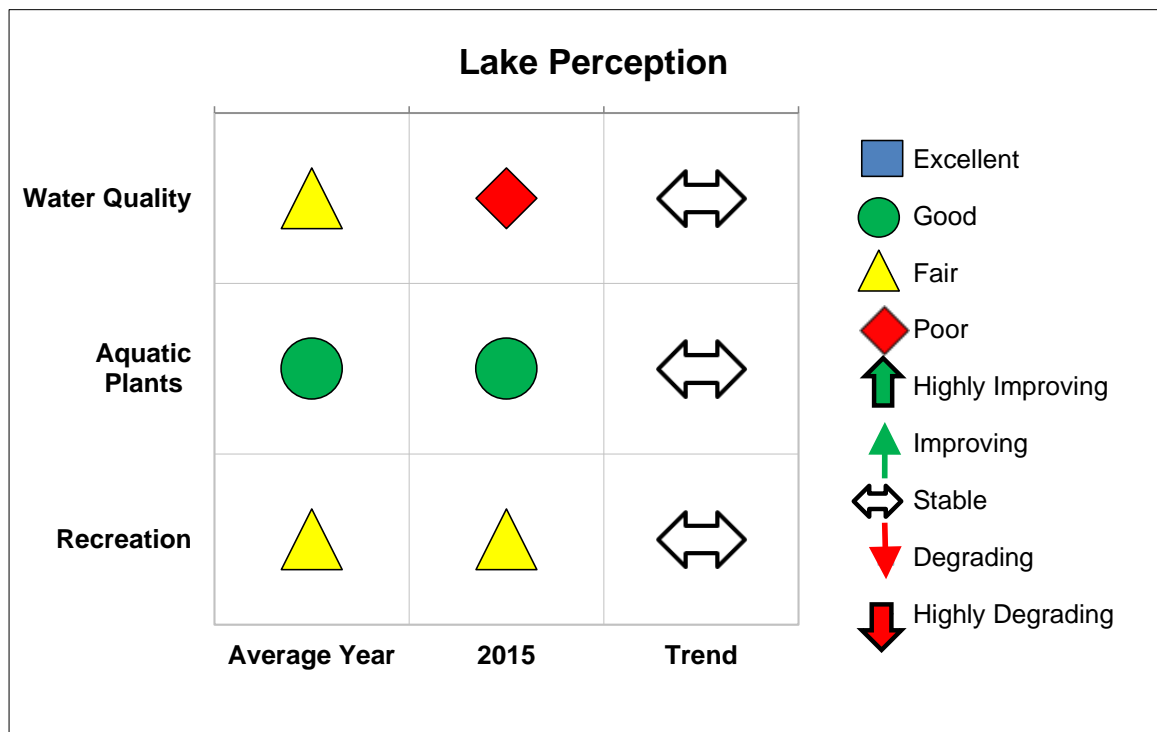 Lake Perception
Water Quality
Aquatic
Plants
Recreation
Average Year
2015
Trend
Excellent
Good
Fair
Poor
Highly Improving
Improving
Stable
Degrading
Highly Degrading